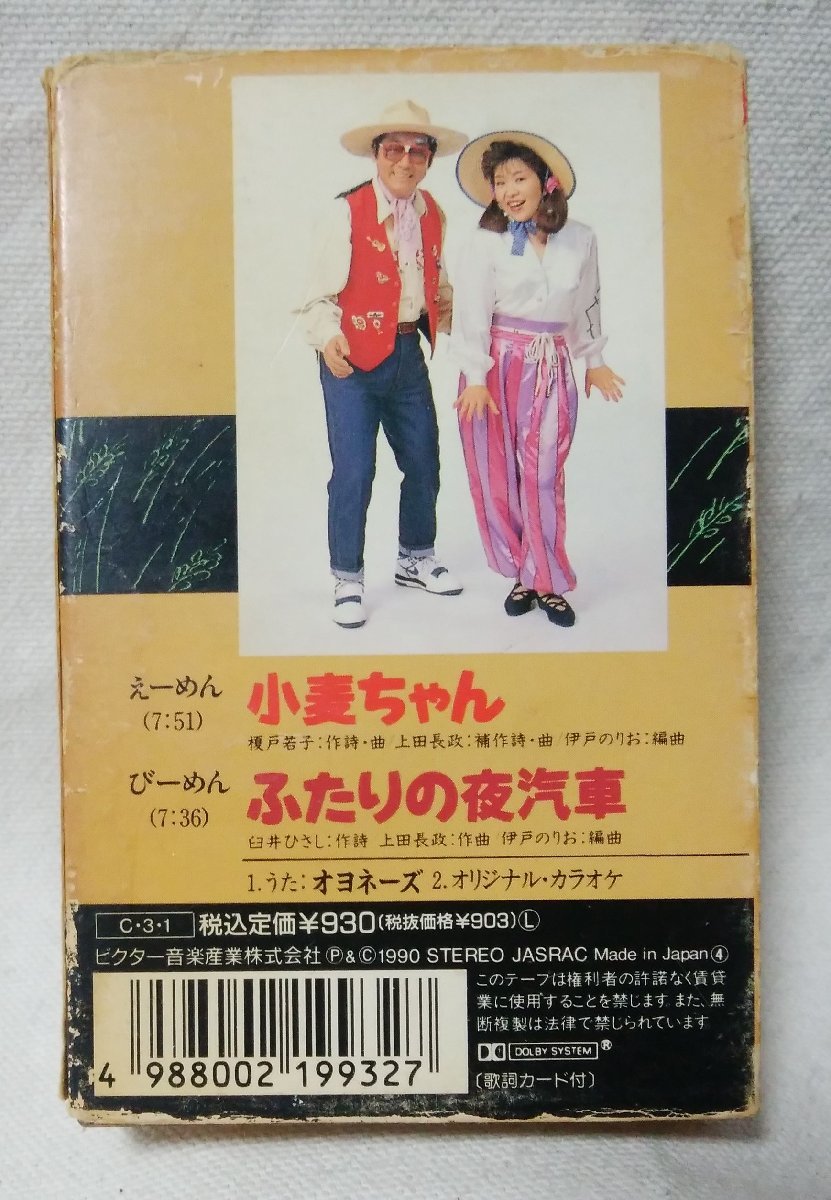 えーめん
(7:51)
小麦ちゃん
榎戸若子:作詩・曲/上田長政:補作詩・曲/伊戸のりお:編曲
びーめん
(7:36)
ふたりの夜汽車
臼井ひさし:作詩 上田長政:作曲/伊戸のりお:編曲
1.うた:オヨネーズ 2.オリジナル・カラオケ
C・3・1 税込定価¥930(税抜価格¥903)Ⓛ
ビクター音楽産業株式会社 Ⓟ&Ⓒ1990 STEREO JASRAC Made in Japan④
このテープは権利者の許諾なく賃貸
業に使用することを禁じます。また、無
断複製は法律で禁じられています。
DOLBY SYSTEM®
〔歌詞カード付〕
4 988002 199327